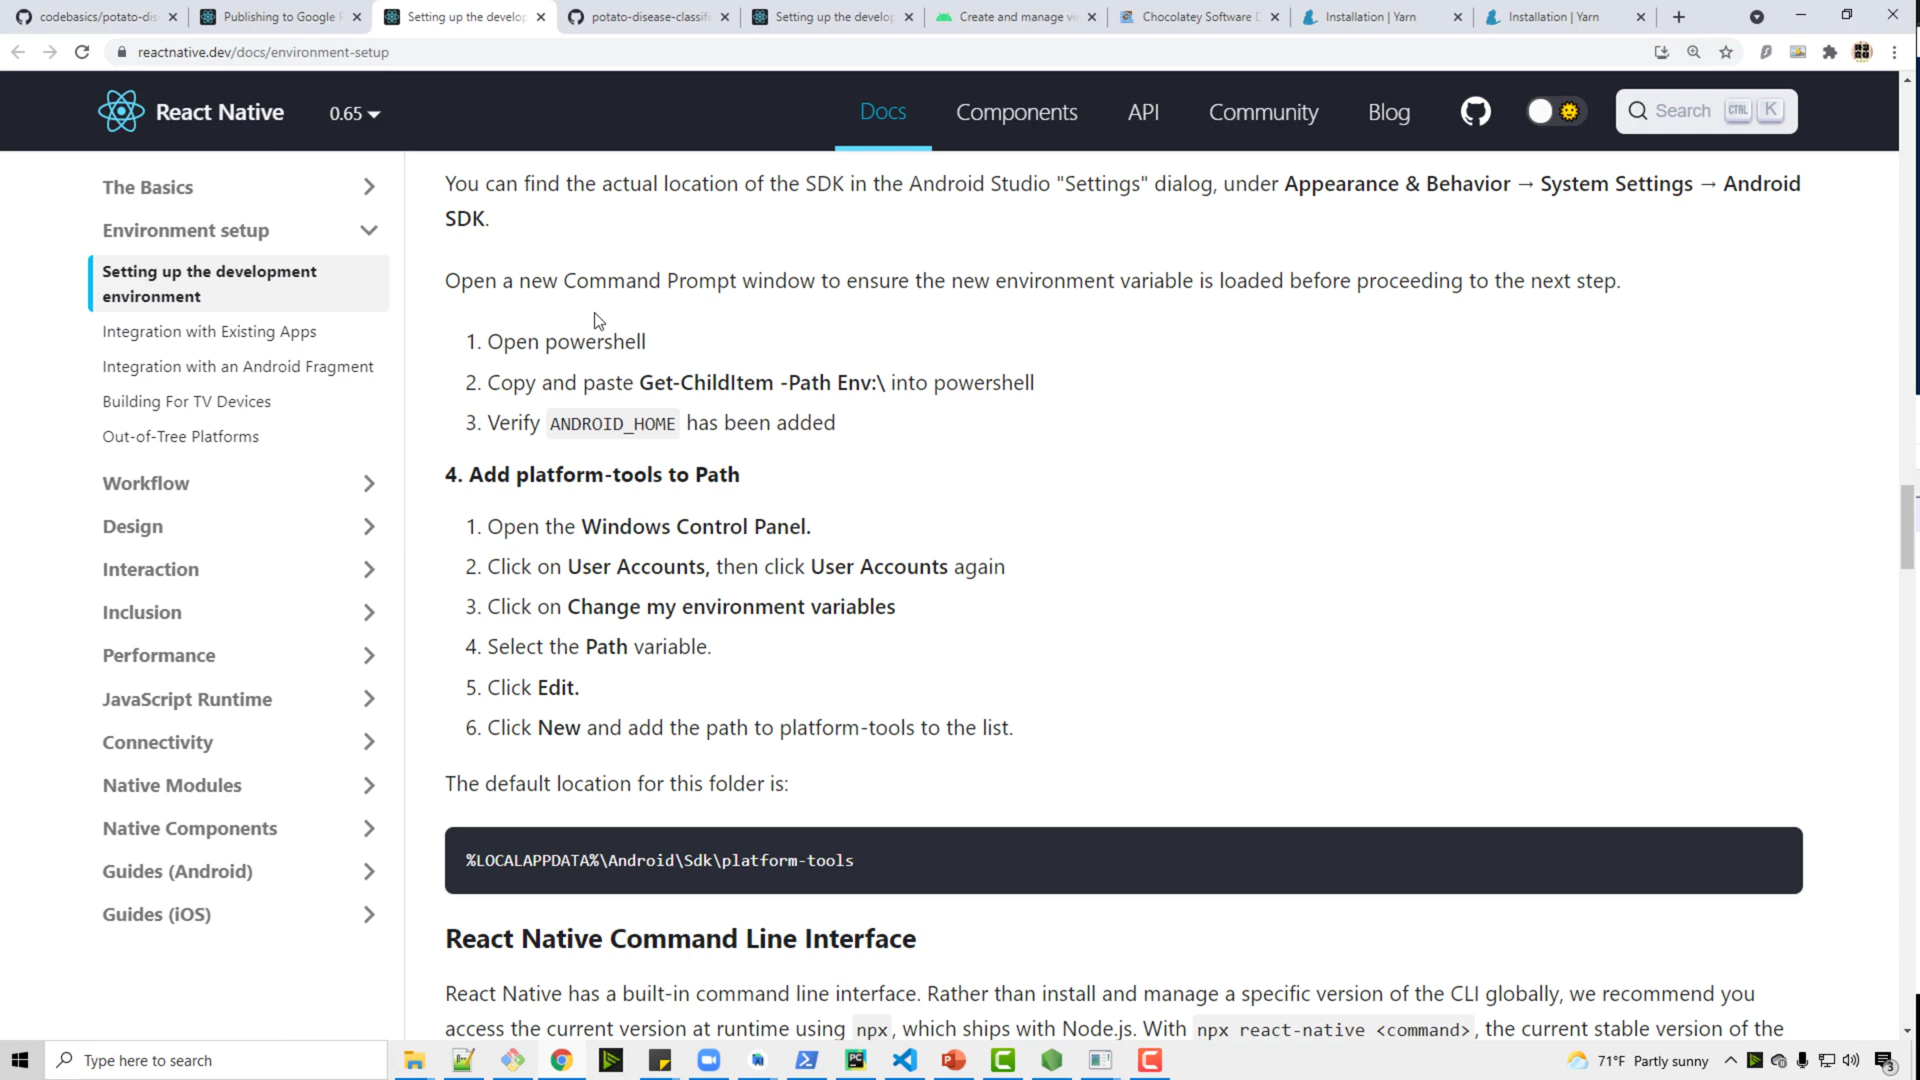 codebasics/potato-dis
Publishing to Google P
Setting up the develop
potato-disease-classifi
Setting up the develop
Create and manage vi
Chocolatey Software D
Installation | Yarn
Installation | Yarn
reactnative.dev/docs/environment-setup
React Native
0.65
Docs
Components
API
Community
Blog
Search
CTRL
K
The Basics
Environment setup
Setting up the development
environment
Integration with Existing Apps
Integration with an Android Fragment
Building For TV Devices
Out-of-Tree Platforms
Workflow
Design
Interaction
Inclusion
Performance
JavaScript Runtime
Connectivity
Native Modules
Native Components
Guides (Android)
Guides (iOS)
You can find the actual location of the SDK in the Android Studio "Settings" dialog, under Appearance & Behavior → System Settings → Android
SDK.
Open a new Command Prompt window to ensure the new environment variable is loaded before proceeding to the next step.
1. Open powershell
2. Copy and paste Get-ChildItem -Path Env:\ into powershell
3. Verify ANDROID_HOME has been added
4. Add platform-tools to Path
1. Open the Windows Control Panel.
2. Click on User Accounts, then click User Accounts again
3. Click on Change my environment variables
4. Select the Path variable.
5. Click Edit.
6. Click New and add the path to platform-tools to the list.
The default location for this folder is:
%LOCALAPPDATA%\Android\Sdk\platform-tools
React Native Command Line Interface
React Native has a built-in command line interface. Rather than install and manage a specific version of the CLI globally, we recommend you
access the current version at runtime using npx, which ships with Node.js. With npx react-native <command>, the current stable version of the
Type here to search
71°F Partly sunny
3